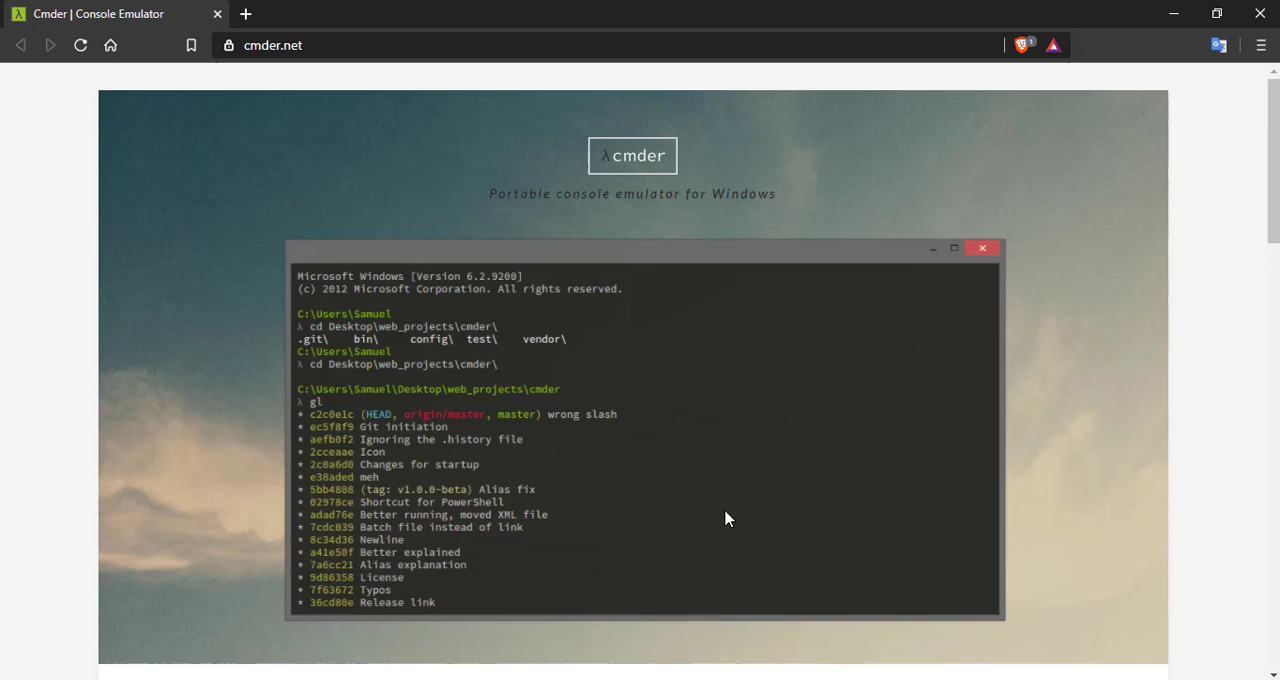 Cmder | Console Emulator
cmder.net
1
λ cmder
Portable console emulator for Windows
Microsoft Windows [Version 6.2.9200]
(c) 2012 Microsoft Corporation. All rights reserved.
C:\Users\Samuel
λ cd Desktop\web_projects\cmder\
.git\ bin\ config\ test\ vendor\
C:\Users\Samuel
λ cd Desktop\web_projects\cmder\
C:\Users\Samuel\Desktop\web_projects\cmder
λ gl
* c2c0e1c (HEAD, origin/master, master) wrong slash
* ec5f8f9 Git initiation
* aefb0f2 Ignoring the .history file
* 2cceaae Icon
* 2c0a6d0 Changes for startup
* e38aded meh
* 5bb4808 (tag: v1.0.0-beta) Alias fix
* 02978ce Shortcut for PowerShell
* adad76e Better running, moved XML file
* 7cdc039 Batch file instead of link
* 8c34d36 Newline
* a41e50f Better explained
* 7a6cc21 Alias explanation
* 9d86358 License
* 7f63672 Typos
* 36cd80e Release link